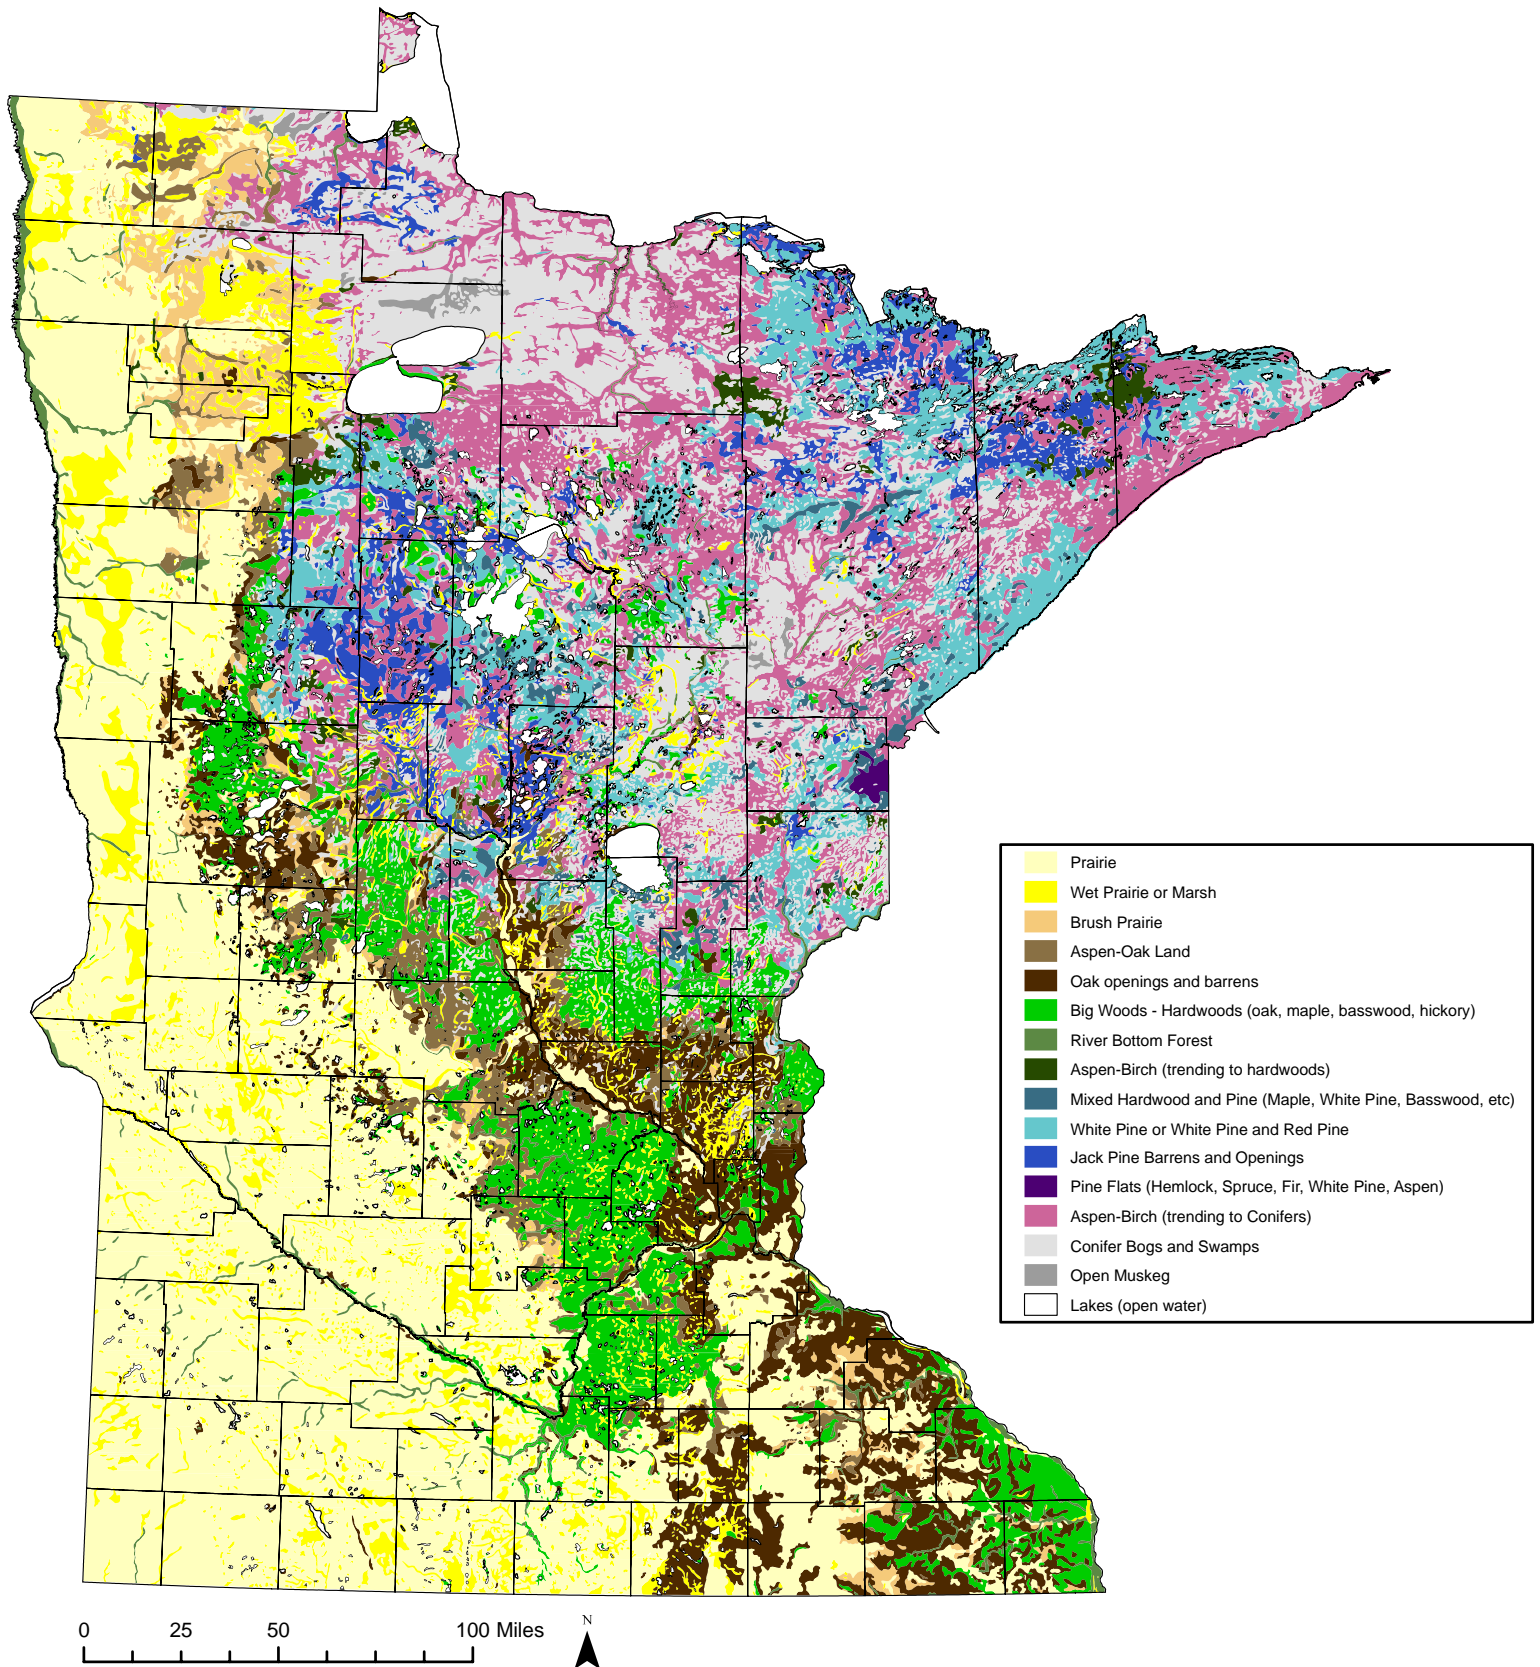 Prairie
Wet Prairie or Marsh
Brush Prairie
Aspen-Oak Land
Oak openings and barrens
Big Woods - Hardwoods (oak, maple, basswood, hickory)
River Bottom Forest
Aspen-Birch (trending to hardwoods)
Mixed Hardwood and Pine (Maple, White Pine, Basswood, etc)
White Pine or White Pine and Red Pine
Jack Pine Barrens and Openings
Pine Flats (Hemlock, Spruce, Fir, White Pine, Aspen)
Aspen-Birch (trending to Conifers)
Conifer Bogs and Swamps
Open Muskeg
Lakes (open water)
0 25 50 100 Miles
N